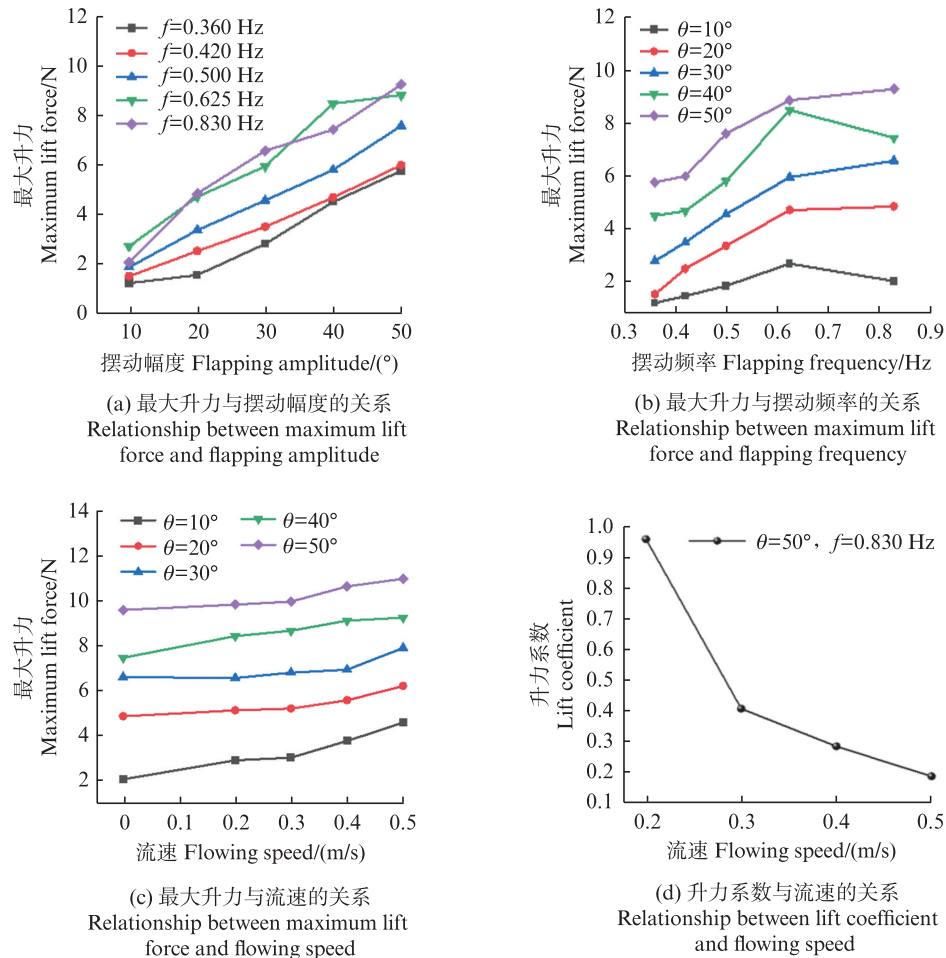 12
10
8
6
4
2
0
最大升力
Maximum lift force/N
f=0.360 Hz
f=0.420 Hz
f=0.500 Hz
f=0.625 Hz
f=0.830 Hz
10 20 30 40 50
摆动幅度 Flapping amplitude/(°)
(a) 最大升力与摆动幅度的关系
Relationship between maximum lift
force and flapping amplitude
12
10
8
6
4
2
最大升力
Maximum lift force/N
θ=10°
θ=20°
θ=30°
θ=40°
θ=50°
0.3 0.4 0.5 0.6 0.7 0.8 0.9
摆动频率 Flapping frequency/Hz
(b) 最大升力与摆动频率的关系
Relationship between maximum lift
force and flapping frequency
14
12
10
8
6
4
2
最大升力
Maximum lift force/N
θ=10° θ=40°
θ=20° θ=50°
θ=30°
0 0.1 0.2 0.3 0.4 0.5
流速 Flowing speed/(m/s)
(c) 最大升力与流速的关系
Relationship between maximum lift
force and flowing speed
1.0
0.9
0.8
0.7
0.6
0.5
0.4
0.3
0.2
0.1
升力系数
Lift coefficient
θ=50°，f=0.830 Hz
0.2 0.3 0.4 0.5
流速 Flowing speed/(m/s)
(d) 升力系数与流速的关系
Relationship between lift coefficient
and flowing speed